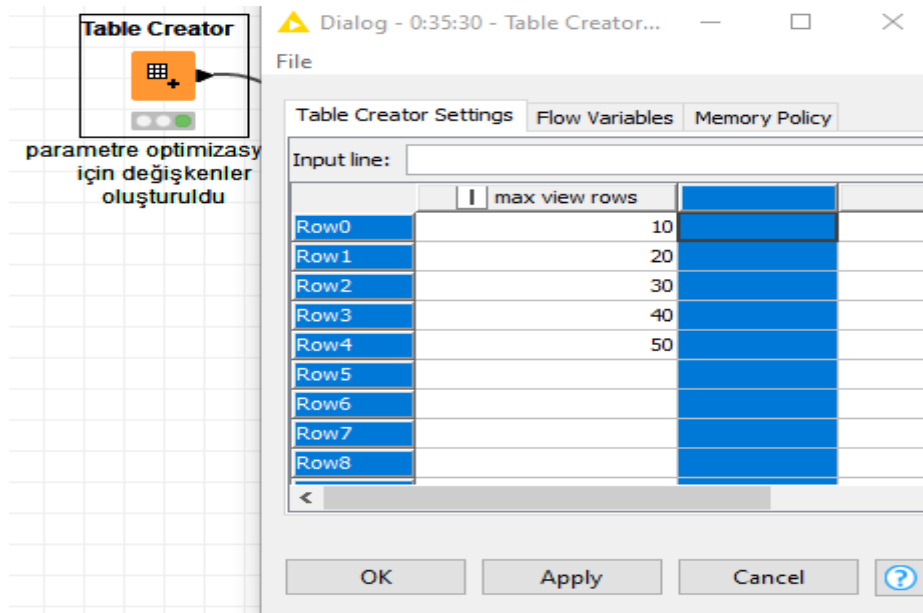 Table Creator
parametre optimizasy
için değişkenler
oluşturuldu
Dialog - 0:35:30 - Table Creator...
File
Table Creator Settings Flow Variables Memory Policy
Input line:
I max view rows
Row0 10
Row1 20
Row2 30
Row3 40
Row4 50
Row5
Row6
Row7
Row8
OK Apply Cancel ?